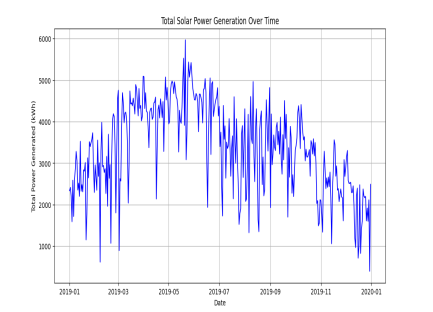 Total Solar Power Generation Over Time
Total Power Generated (kWh)
6000
5000
4000
3000
2000
1000
2019-01 2019-03 2019-05 2019-07 2019-09 2019-11 2020-01
Date